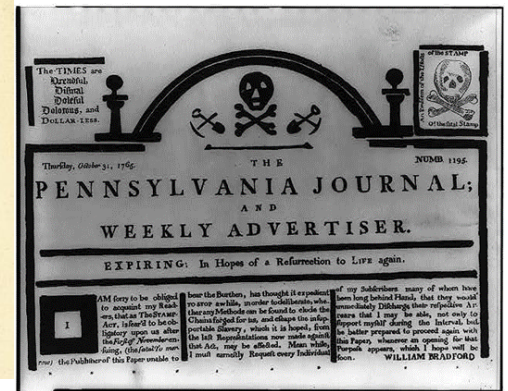 The TIMES are
Dreadful,
Dismal
Doleful
Dolorous, and
DOLLAR-LESS.
of the STAMP
O! the fatal Stamp
Thursday, October 31, 1765.
THE
NUMB. 1195.
PENNSYLVANIA JOURNAL;
AND
WEEKLY ADVERTISER.
EXPIRING: In Hopes of a Resurrection to LIFE again.
I
AM sorry to be obliged
to acquaint my Read-
ers, that as The STAMP-
Act, is fear'd to be ob-
ligatory upon us after
the First of November en-
suing, (the fatal To mor-
row) the Publisher of this Paper unable to
bear the Burthen, has thought it expedient
to stop awhile, in order to deliberate, whe-
ther any Methods can be found to elude the
Chains forged for us, and escape the insup-
portable Slavery, which it is hoped, from
the last Representations now made against
that Act, may be effected. Mean while,
I must earnestly Request every Individual
of my Subscribers many of whom have
been long behind Hand, that they would
immediately Discharge their respective Ar-
rears that I may be able, not only to
support myself during the Interval, but
be better prepared to proceed again with
this Paper, whenever an opening for that
Purpose appears, which I hope will be
soon. WILLIAM BRADFORD